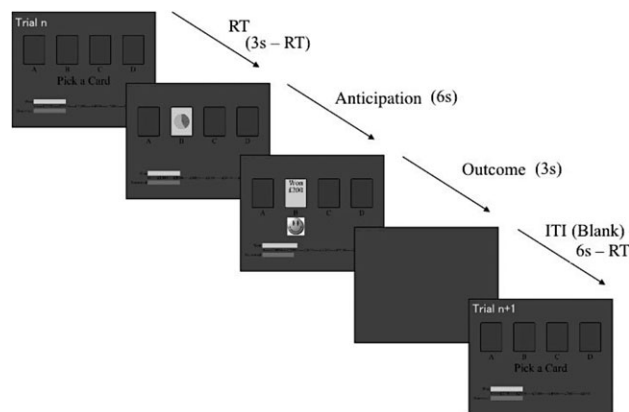 Trial n
A B C D
Pick a Card
RT
(3s – RT)
A B C D
Anticipation (6s)
Won
£200
A B C D
Outcome (3s)
ITI (Blank)
6s – RT
Trial n+1
A B C D
Pick a Card